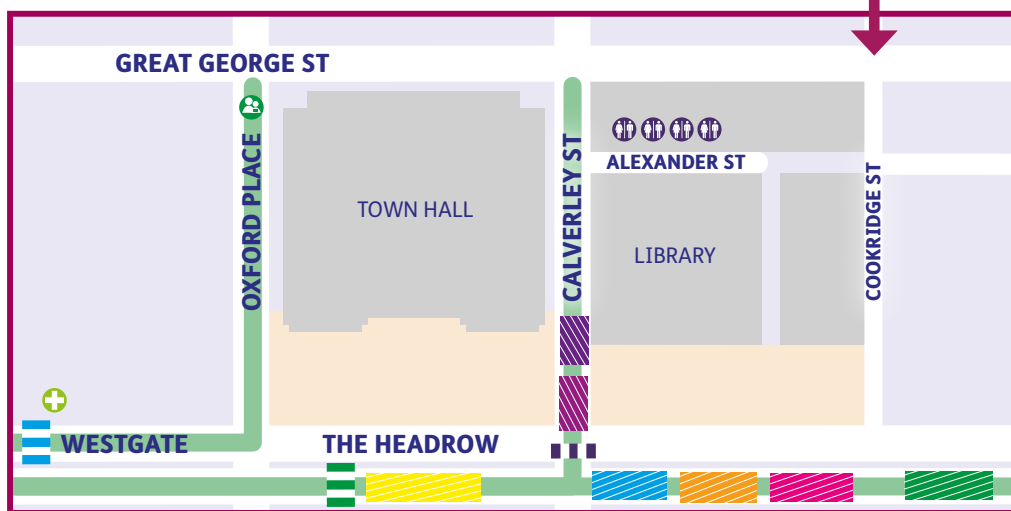 GREAT GEORGE ST
OXFORD PLACE
TOWN HALL
CALVERLEY ST
ALEXANDER ST
LIBRARY
COOKRIDGE ST
WESTGATE
THE HEADROW